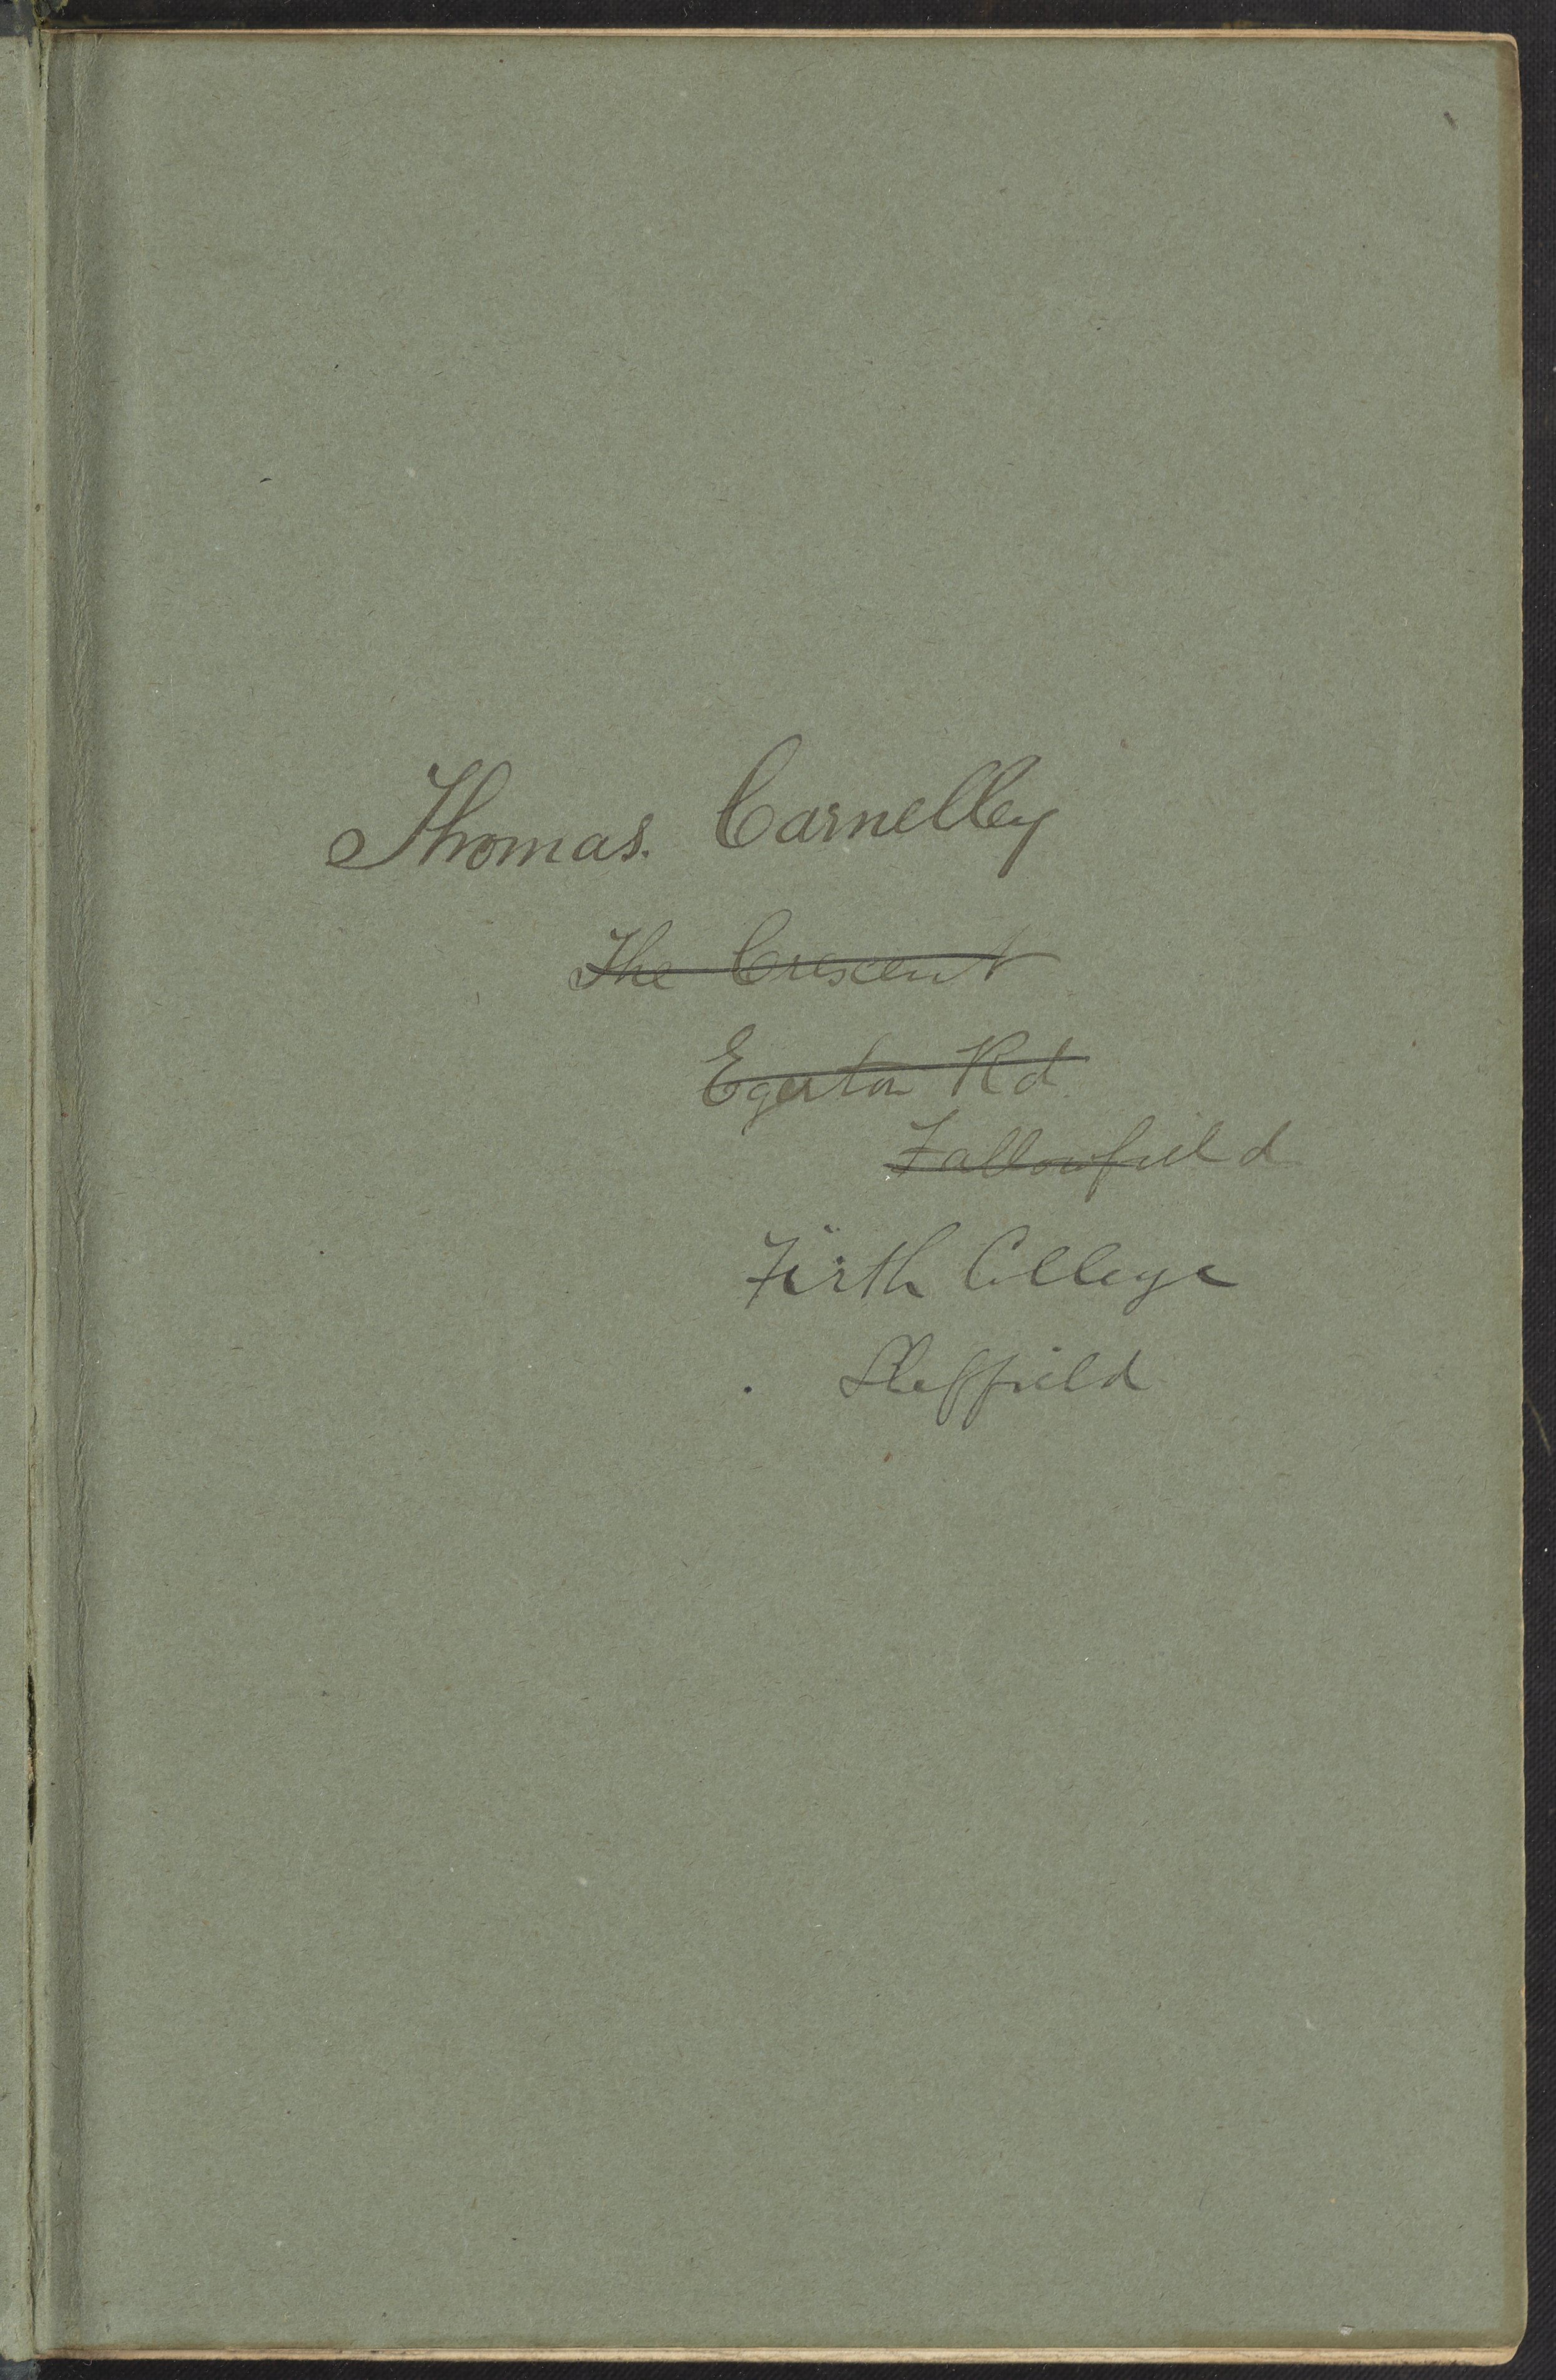 Thomas. Carnelley
The Crescent
Egerton Rd
Fallowfield
Firth College
Sheffield